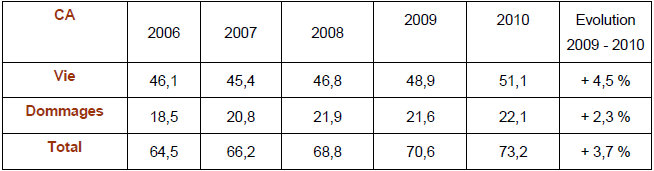 CA 2006 2007 2008 2009 2010 Evolution 2009 - 2010
Vie 46,1 45,4 46,8 48,9 51,1 + 4,5 %
Dommages 18,5 20,8 21,9 21,6 22,1 + 2,3 %
Total 64,5 66,2 68,8 70,6 73,2 + 3,7 %